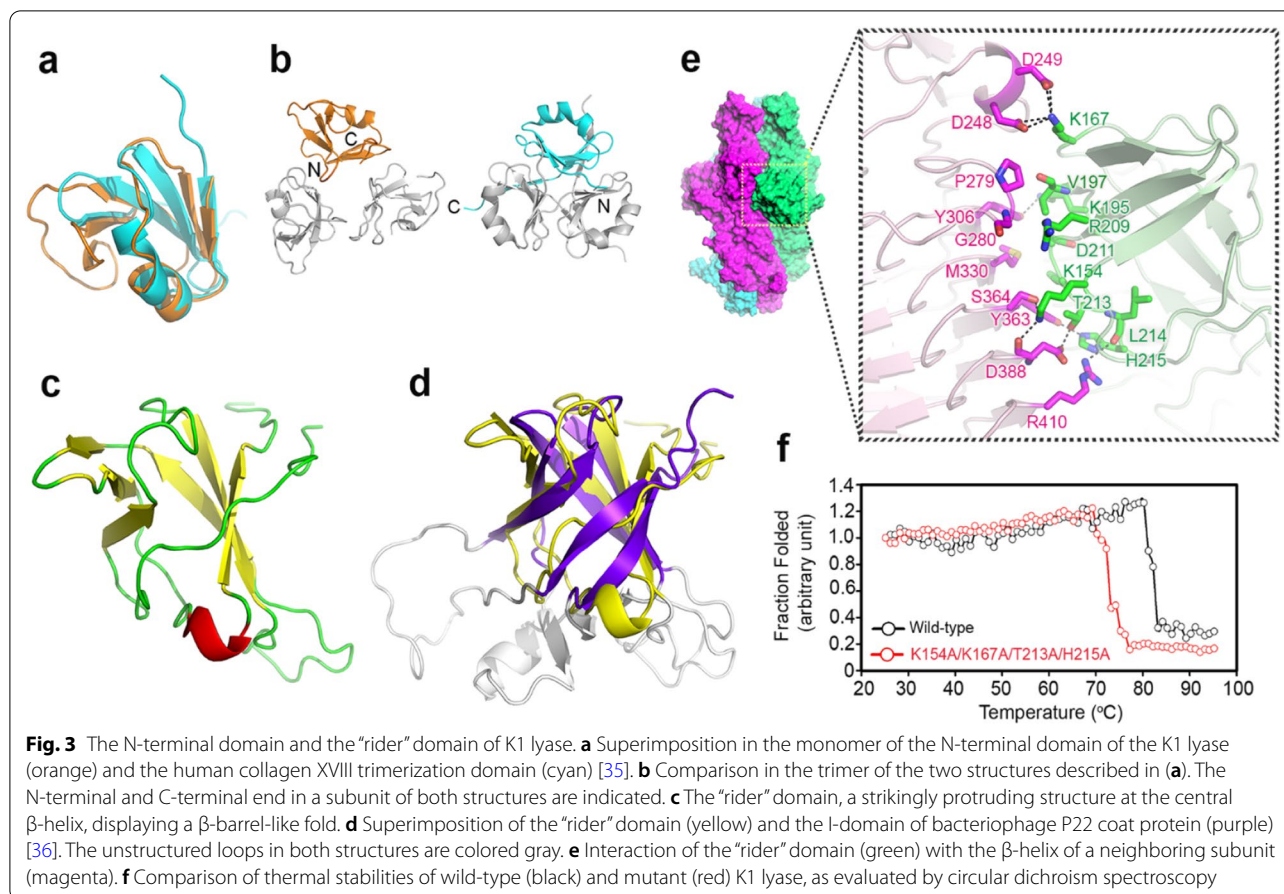 a
b
e
C
N
C
N
D249
D248
K167
P279
V197
Y306
K195
R209
G280
D211
M330
K154
S364
T213
Y363
L214
D388
H215
R410
c
d
f
Fraction Folded
(arbitrary unit)
1.4
1.2
1.0
0.8
0.6
0.4
0.2
0
Wild-type
K154A/K167A/T213A/H215A
20 30 40 50 60 70 80 90 100
Temperature (°C)
Fig. 3 The N-terminal domain and the “rider” domain of K1 lyase. a Superimposition in the monomer of the N-terminal domain of the K1 lyase
(orange) and the human collagen XVIII trimerization domain (cyan) [35]. b Comparison in the trimer of the two structures described in (a). The
N-terminal and C-terminal end in a subunit of both structures are indicated. c The “rider” domain, a strikingly protruding structure at the central
β-helix, displaying a β-barrel-like fold. d Superimposition of the “rider” domain (yellow) and the I-domain of bacteriophage P22 coat protein (purple)
[36]. The unstructured loops in both structures are colored gray. e Interaction of the “rider” domain (green) with the β-helix of a neighboring subunit
(magenta). f Comparison of thermal stabilities of wild-type (black) and mutant (red) K1 lyase, as evaluated by circular dichroism spectroscopy